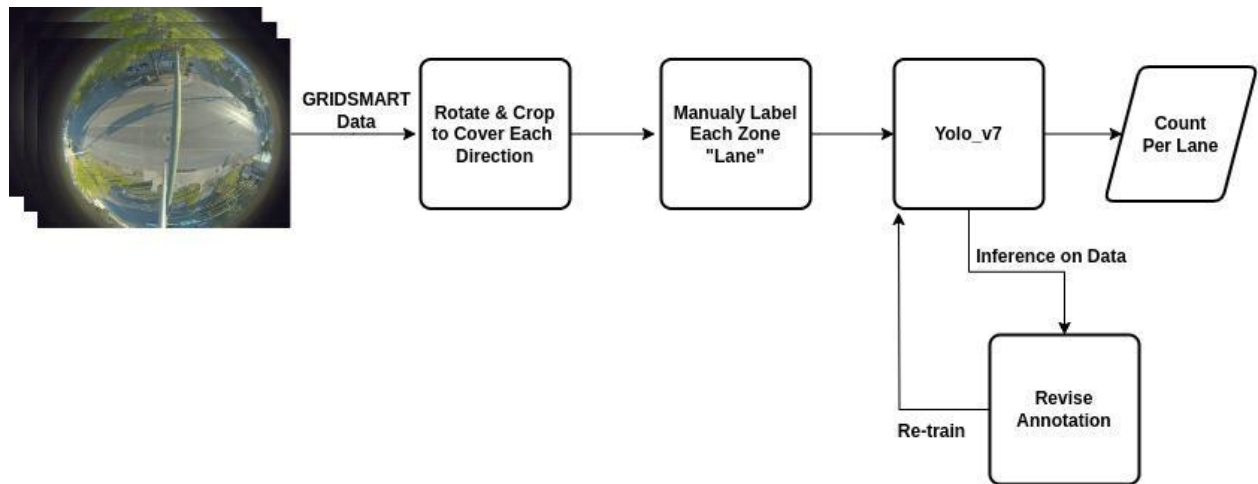 GRIDSMART
Data
Rotate & Crop
to Cover Each
Direction
Manualy Label
Each Zone
"Lane"
Yolo_v7
Count
Per Lane
Inference on Data
Revise
Annotation
Re-train